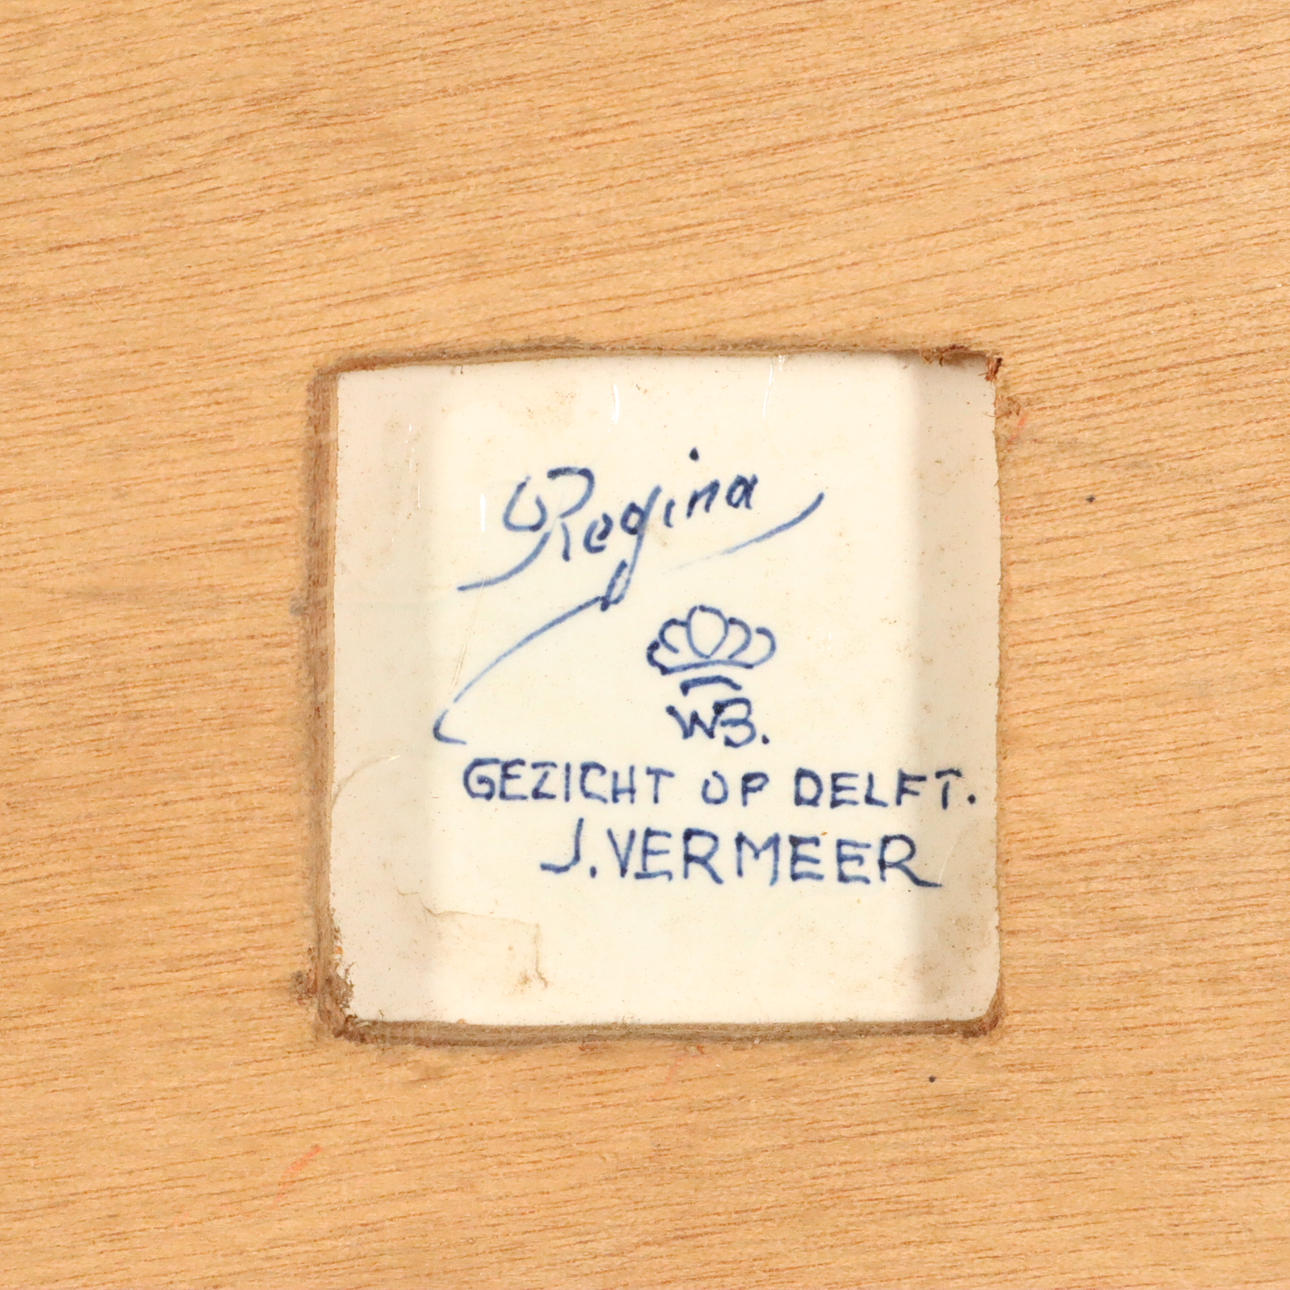 Regina
WB.
GEZICHT OP DELFT.
J. VERMEER